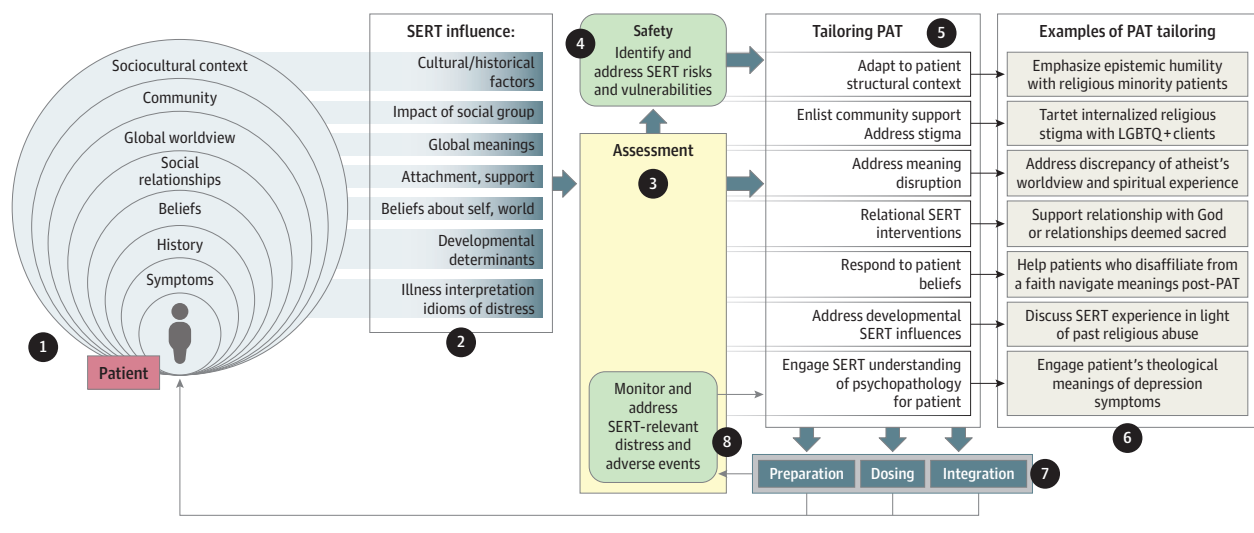 Sociocultural context
Community
Global worldview
Social
relationships
Beliefs
History
Symptoms
1
Patient
SERT influence:
Cultural/historical
factors
Impact of social group
Global meanings
Attachment, support
Beliefs about self, world
Developmental
determinants
Illness interpretation
idioms of distress
2
Assessment
3
4
Safety
Identify and
address SERT risks
and vulnerabilities
Tailoring PAT
5
Adapt to patient
structural context
Enlist community support
Address stigma
Address meaning
disruption
Relational SERT
interventions
Respond to patient
beliefs
Address developmental
SERT influences
Engage SERT understanding
of psychopathology
for patient
Examples of PAT tailoring
Emphasize epistemic humility
with religious minority patients
Tartet internalized religious
stigma with LGBTQ+clients
Address discrepancy of atheist's
worldview and spiritual experience
Support relationship with God
or relationships deemed sacred
Help patients who disaffiliate from
a faith navigate meanings post-PAT
Discuss SERT experience in light
of past religious abuse
Engage patient's theological
meanings of depression
symptoms
6
Preparation
Dosing
Integration
7
Monitor and
address
SERT-relevant
distress and
adverse events
8